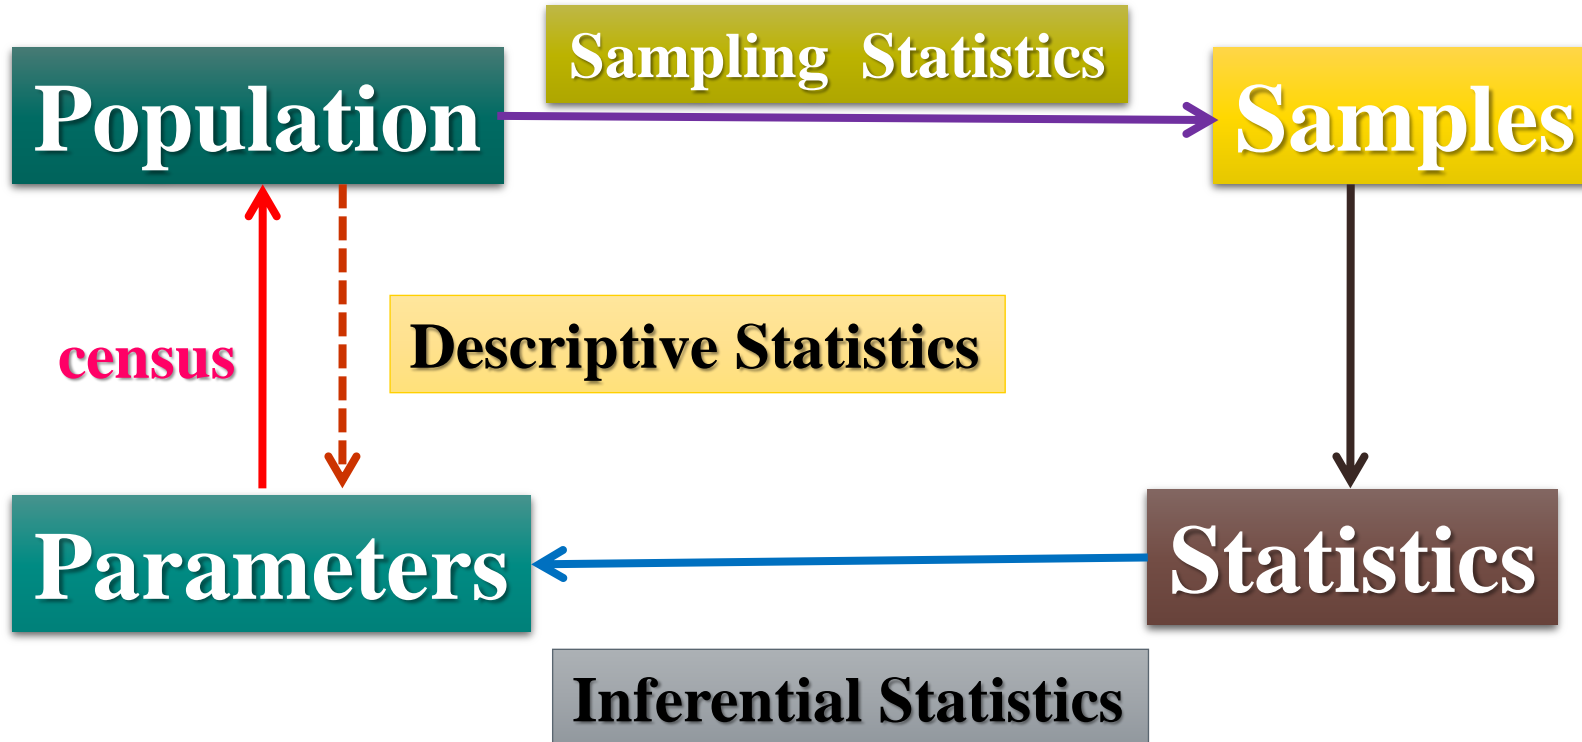 Sampling Statistics
Population
Samples
census
Descriptive Statistics
Parameters
Statistics
Inferential Statistics